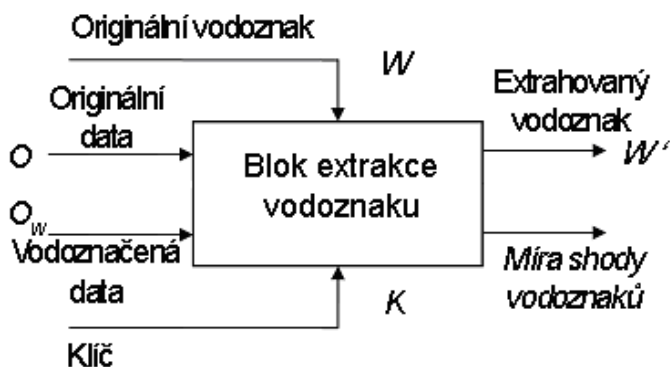 Originální vodoznak
W
Originální
data
Extrahovaný
vodoznak
O
Blok extrakce
vodoznaku
W‘
Ow
Vodoznačená
data
Míra shody
vodoznaků
K
Klíč